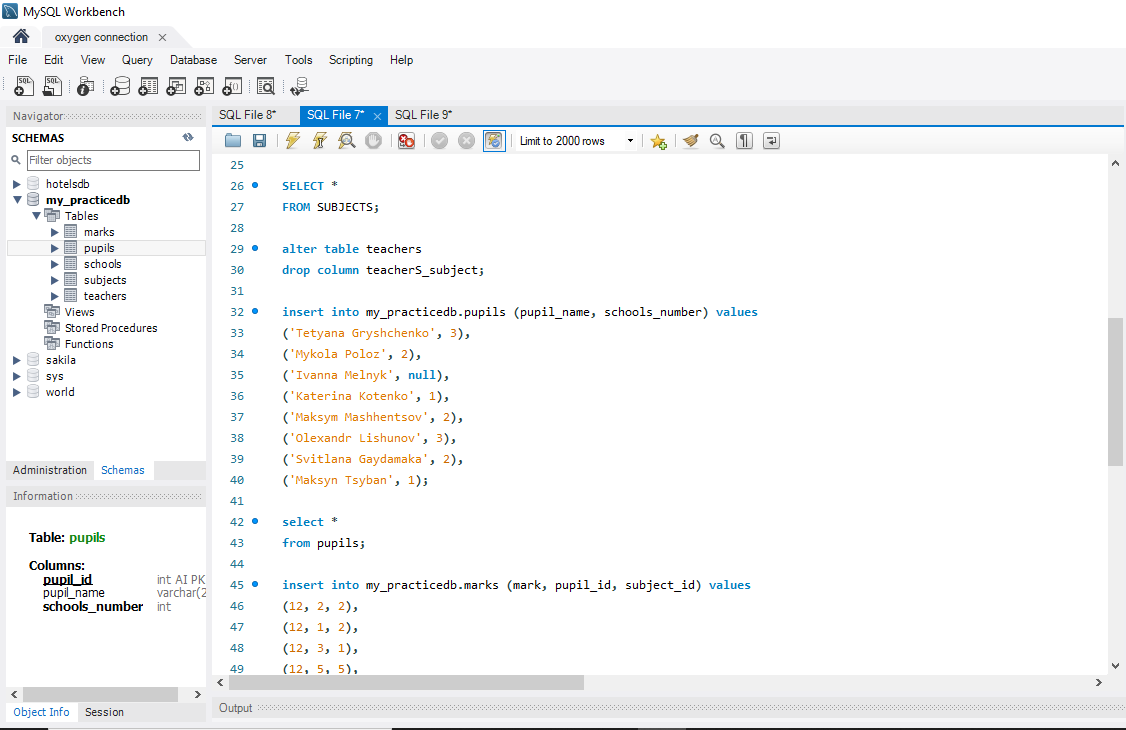 MySQL Workbench
oxygen connection
File Edit View Query Database Server Tools Scripting Help
Navigator
SCHEMAS
Filter objects
hotelsdb
my_practicedb
Tables
marks
pupils
schools
subjects
teachers
Views
Stored Procedures
Functions
sakila
sys
world
Administration Schemas
Information
Table: pupils
Columns:
pupil_id int AI PK
pupil_name varchar(2
schools_number int
Object Info Session
SQL File 8* SQL File 7* SQL File 9*
Limit to 2000 rows
25
26 SELECT *
27 FROM SUBJECTS;
28
29 alter table teachers
30 drop column teacherS_subject;
31
32 insert into my_practicedb.pupils (pupil_name, schools_number) values
33 ('Tetyana Gryshchenko', 3),
34 ('Mykola Poloz', 2),
35 ('Ivanna Melnyk', null),
36 ('Katerina Kotenko', 1),
37 ('Maksym Mashhentsov', 2),
38 ('Olexandr Lishunov', 3),
39 ('Svitlana Gaydamaka', 2),
40 ('Maksyn Tsyban', 1);
41
42 select *
43 from pupils;
44
45 insert into my_practicedb.marks (mark, pupil_id, subject_id) values
46 (12, 2, 2),
47 (12, 1, 2),
48 (12, 3, 1),
49 (12, 5, 5),
Output